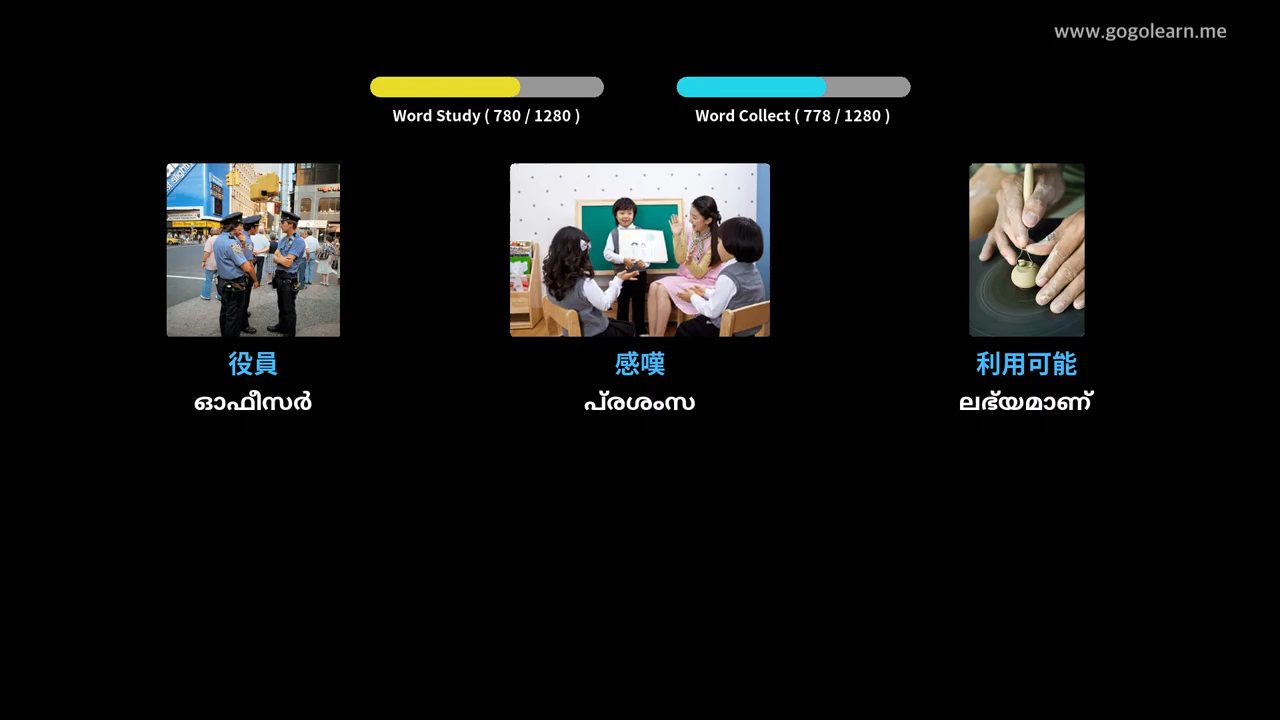 www.gogolearn.me
Word Study ( 780 / 1280 )
Word Collect ( 778 / 1280 )
役員
感嘆
利用可能
ഓഫീസർ
പ്രശംസ
ലഭ്യമാണ്